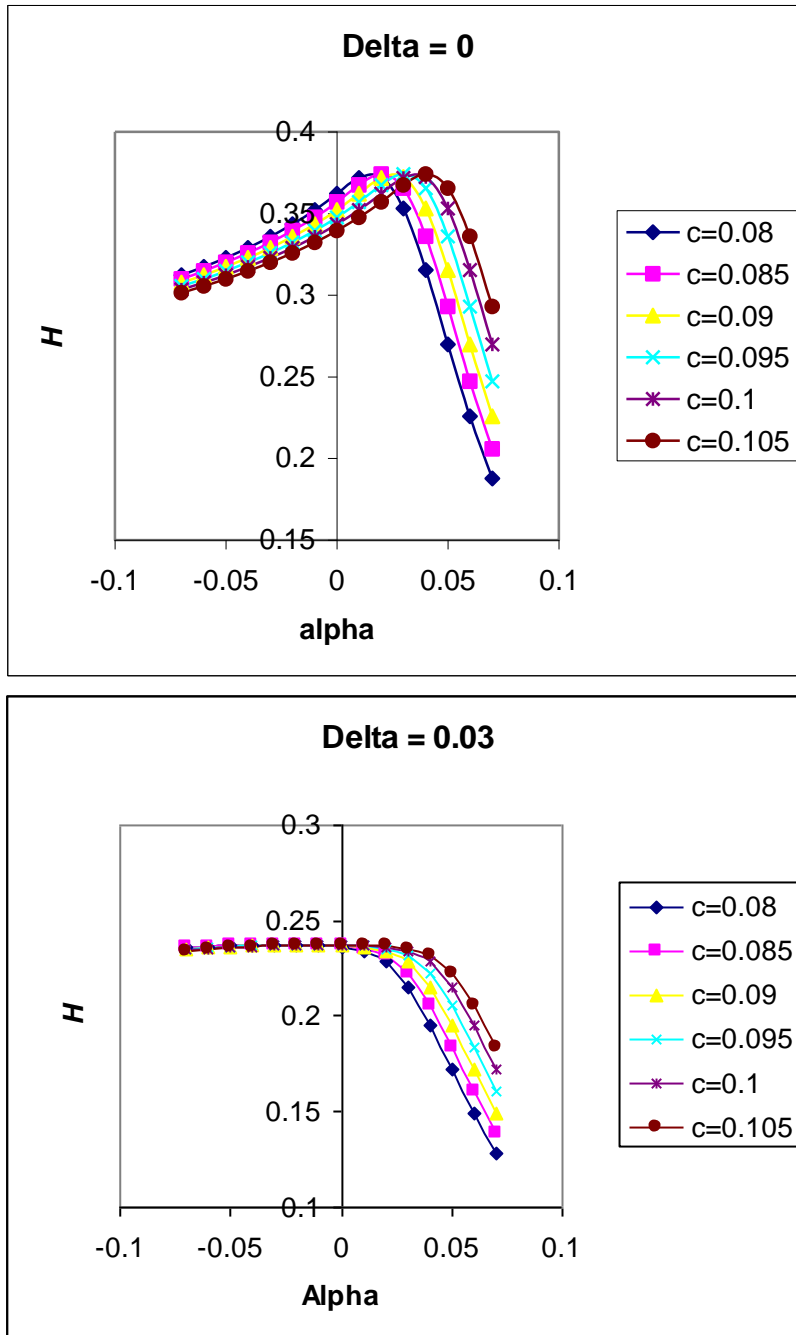 Delta = 0
0.4
0.35
0.3
0.25
0.2
0.15
H
-0.1 -0.05 0 0.05 0.1
alpha
c=0.08
c=0.085
c=0.09
c=0.095
c=0.1
c=0.105
Delta = 0.03
0.3
0.25
0.2
0.15
0.1
H
-0.1 -0.05 0 0.05 0.1
Alpha
c=0.08
c=0.085
c=0.09
c=0.095
c=0.1
c=0.105